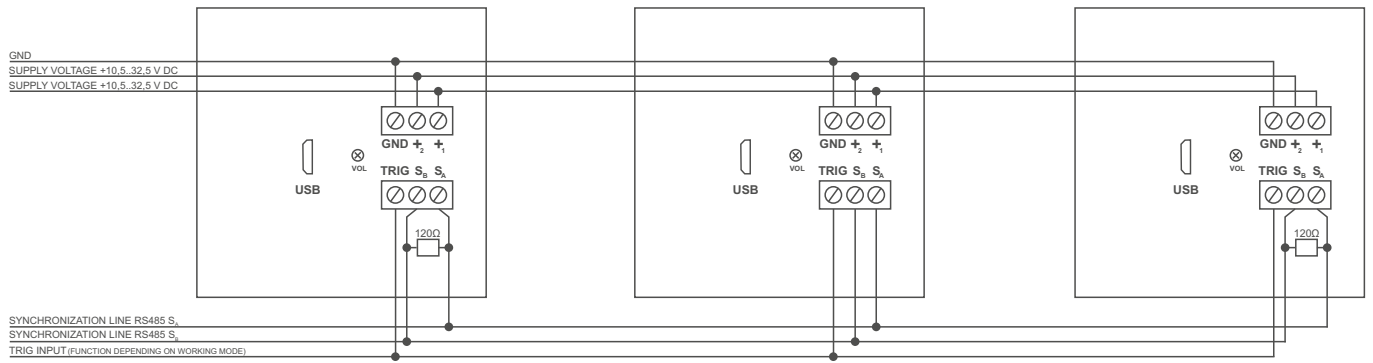 GND
SUPPLY VOLTAGE +10,5..32,5 V DC
SUPPLY VOLTAGE +10,5..32,5 V DC
GND +2 +1
VOL
USB
TRIG SB SA
120Ω
GND +2 +1
VOL
USB
TRIG SB SA
GND +2 +1
VOL
USB
TRIG SB SA
120Ω
SYNCHRONIZATION LINE RS485 SA
SYNCHRONIZATION LINE RS485 SB
TRIG INPUT (FUNCTION DEPENDING ON WORKING MODE)